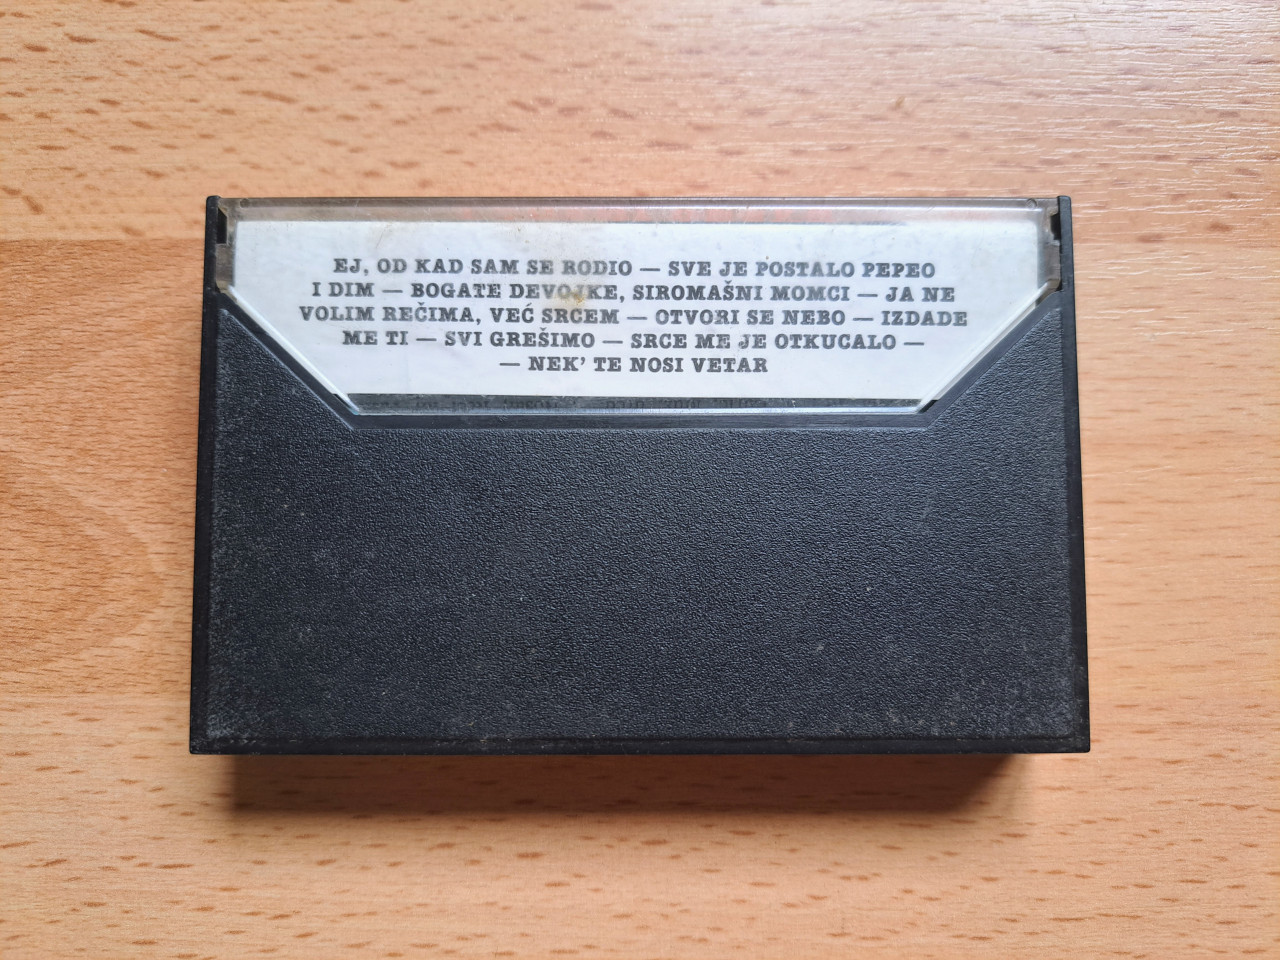 EJ, OD KAD SAM SE RODIO — SVE JE POSTALO PEPEO
I DIM — BOGATE DEVOJKE, SIROMAŠNI MOMCI — JA NE
VOLIM REČIMA, VEĆ SRCEM — OTVORI SE NEBO — IZDADE
ME TI — SVI GREŠIMO — SRCE ME JE OTKUCALO —
— NEK' TE NOSI VETAR